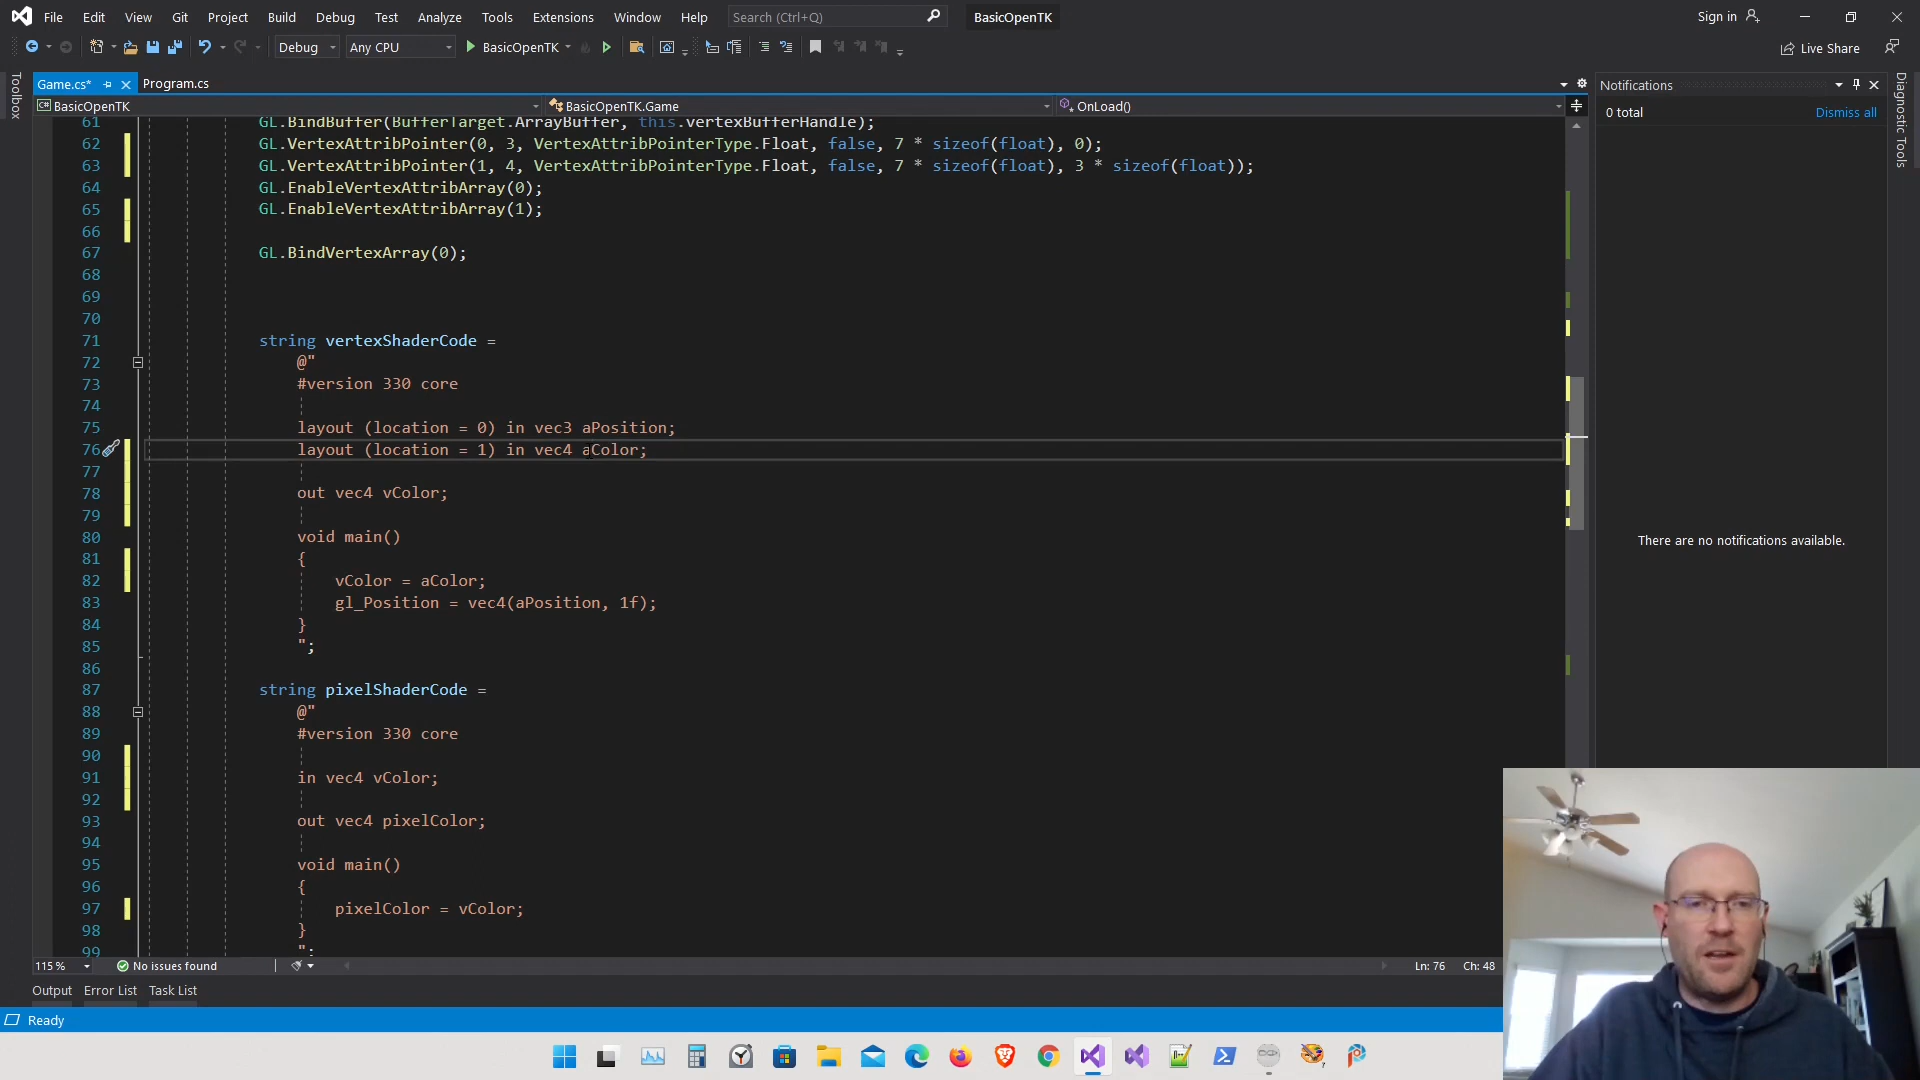 File Edit View Git Project Build Debug Test Analyze Tools Extensions Window Help Search (Ctrl+Q) BasicOpenTK Sign in
Debug Any CPU BasicOpenTK Live Share
Toolbox
Game.cs* Program.cs
BasicOpenTK BasicOpenTK.Game OnLoad()
61 GL.BindBuffer(BufferTarget.ArrayBuffer, this.vertexBufferHandle);
62 GL.VertexAttribPointer(0, 3, VertexAttribPointerType.Float, false, 7 * sizeof(float), 0);
63 GL.VertexAttribPointer(1, 4, VertexAttribPointerType.Float, false, 7 * sizeof(float), 3 * sizeof(float));
64 GL.EnableVertexAttribArray(0);
65 GL.EnableVertexAttribArray(1);
66
67 GL.BindVertexArray(0);
68
69
70
71 string vertexShaderCode =
72 @"
73 #version 330 core
74
75 layout (location = 0) in vec3 aPosition;
76 layout (location = 1) in vec4 aColor;
77
78 out vec4 vColor;
79
80 void main()
81 {
82 vColor = aColor;
83 gl_Position = vec4(aPosition, 1f);
84 }
85 ";
86
87 string pixelShaderCode =
88 @"
89 #version 330 core
90
91 in vec4 vColor;
92
93 out vec4 pixelColor;
94
95 void main()
96 {
97 pixelColor = vColor;
98 }
99 ";
115 % No issues found Ln: 76 Ch: 48
Output Error List Task List
Ready
Notifications
0 total Dismiss all
There are no notifications available.
Diagnostic Tools